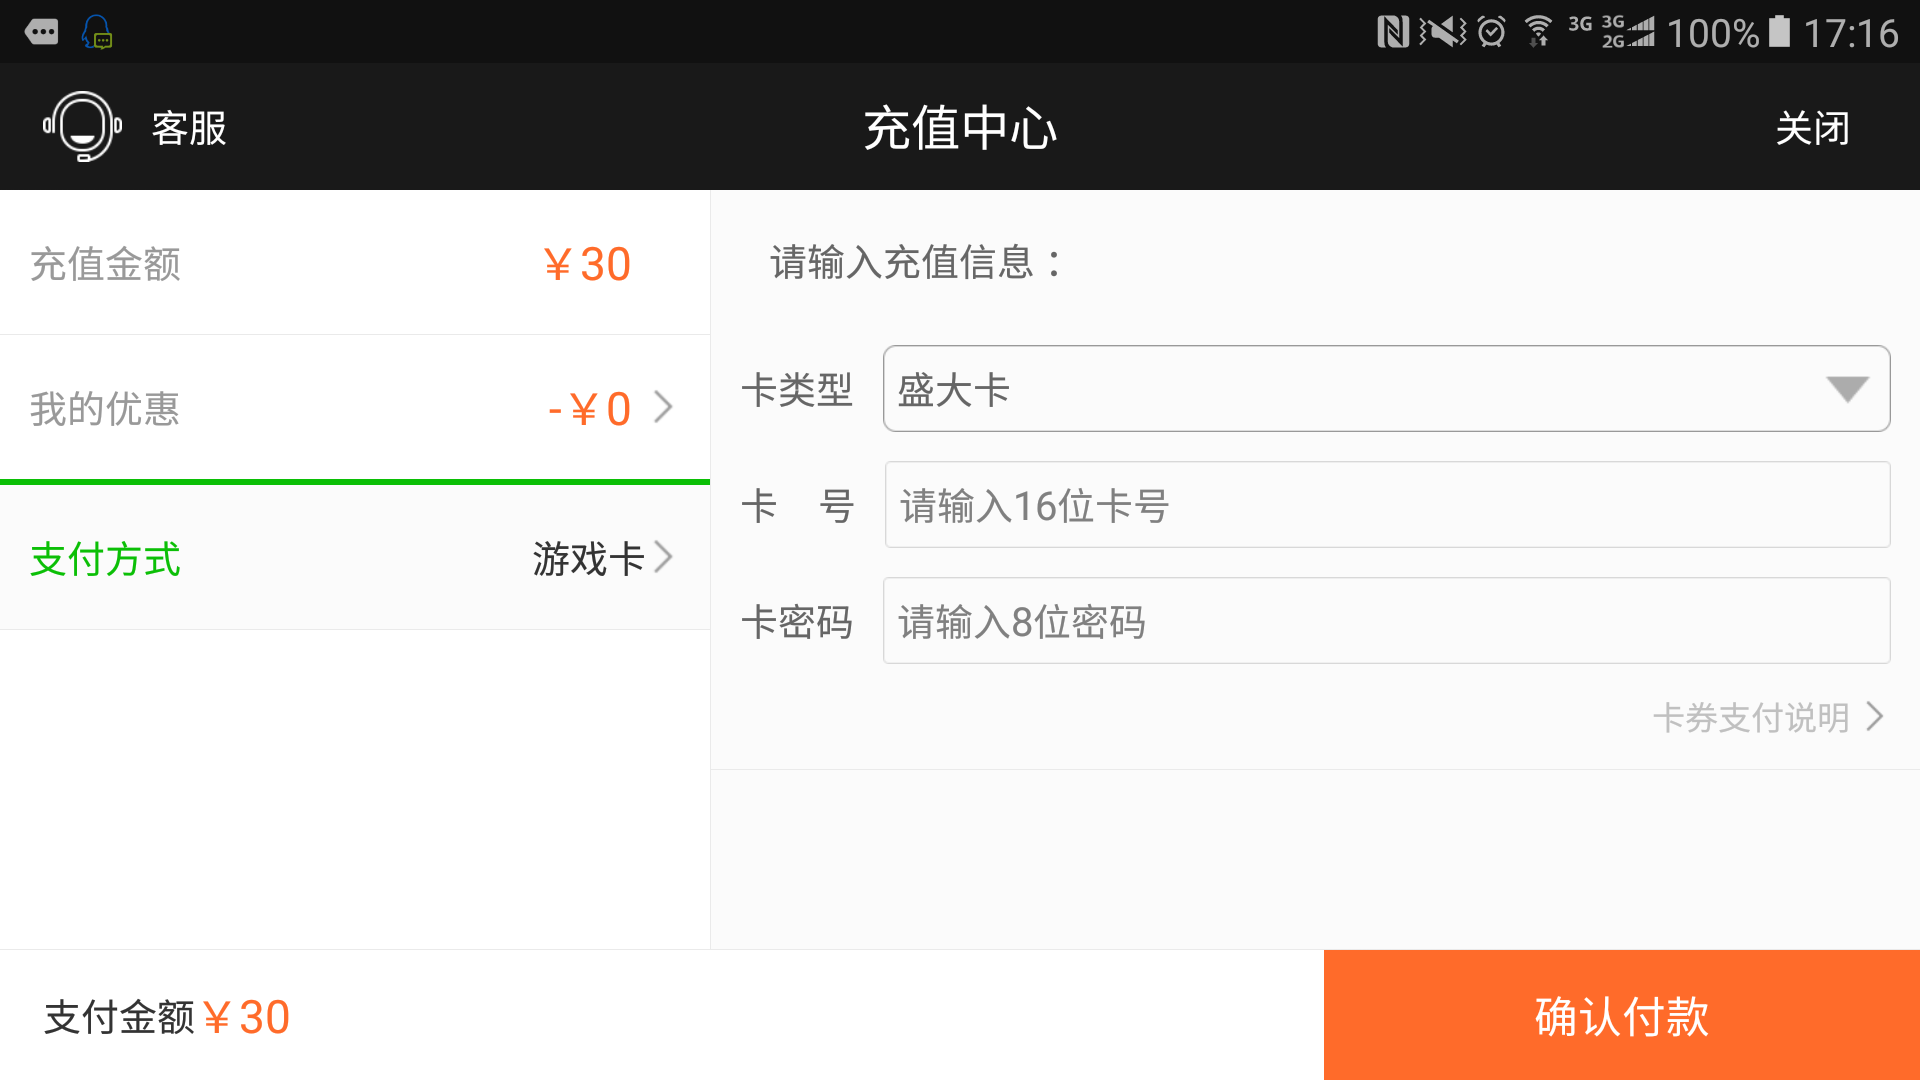 3G 3G 2G 100% 17:16
客服 充值中心 关闭
充值金额 ￥30
我的优惠 -￥0
支付方式 游戏卡
请输入充值信息：
卡类型 盛大卡
卡 号 请输入16位卡号
卡密码 请输入8位密码
卡券支付说明
支付金额￥30
确认付款